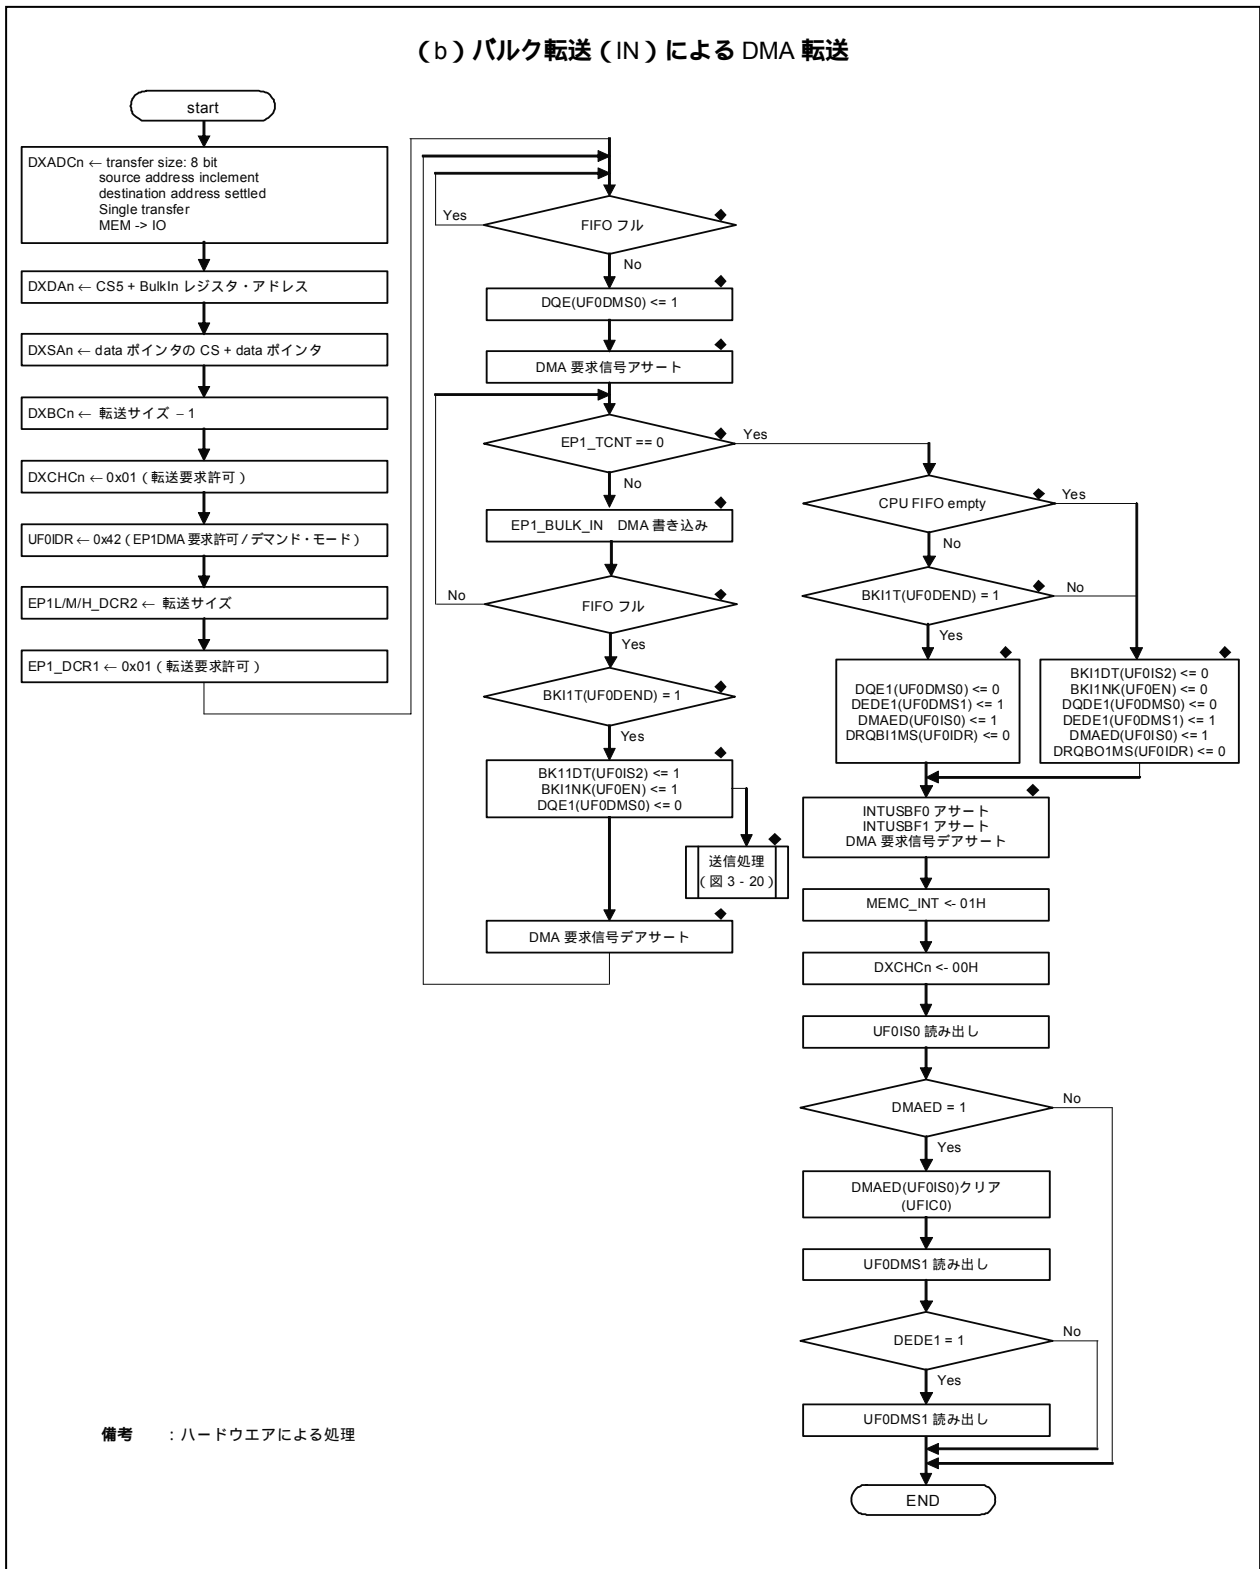 (b)バルク転送(IN)による DMA 転送
start
DXADCn ← transfer size: 8 bit
source address inclement
destination address settled
Single transfer
MEM -> IO
DXDAn ← CS5 + BulkIn レジスタ・アドレス
DXSAn ← data ポインタの CS + data ポインタ
DXBCn ← 転送サイズ − 1
DXCHCn ← 0x01(転送要求許可)
UF0IDR ← 0x42(EP1DMA 要求許可/デマンド・モード)
EP1L/M/H_DCR2 ← 転送サイズ
EP1_DCR1 ← 0x01(転送要求許可)
FIFO フル
Yes
No
DQE(UF0DMS0) <= 1
DMA 要求信号アサート
EP1_TCNT == 0
Yes
No
EP1_BULK_IN DMA 書き込み
FIFO フル
No
Yes
BKI1T(UF0DEND) = 1
Yes
BK11DT(UF0IS2) <= 1
BKI1NK(UF0EN) <= 1
DQE1(UF0DMS0) <= 0
送信処理
(図 3 - 20)
DMA 要求信号デアサート
CPU FIFO empty
Yes
No
BKI1T(UF0DEND) = 1
No
Yes
DQE1(UF0DMS0) <= 0
DEDE1(UF0DMS1) <= 1
DMAED(UF0IS0) <= 1
DRQBI1MS(UF0IDR) <= 0
BKI1DT(UF0IS2) <= 0
BKI1NK(UF0EN) <= 0
DQDE1(UF0DMS0) <= 0
DEDE1(UF0DMS1) <= 1
DMAED(UF0IS0) <= 1
DRQBO1MS(UF0IDR) <= 0
INTUSBF0 アサート
INTUSBF1 アサート
DMA 要求信号デアサート
MEMC_INT <- 01H
DXCHCn <- 00H
UF0IS0 読み出し
DMAED = 1
No
Yes
DMAED(UF0IS0)クリア
(UFIC0)
UF0DMS1 読み出し
DEDE1 = 1
No
Yes
UF0DMS1 読み出し
END
備考 :ハードウエアによる処理